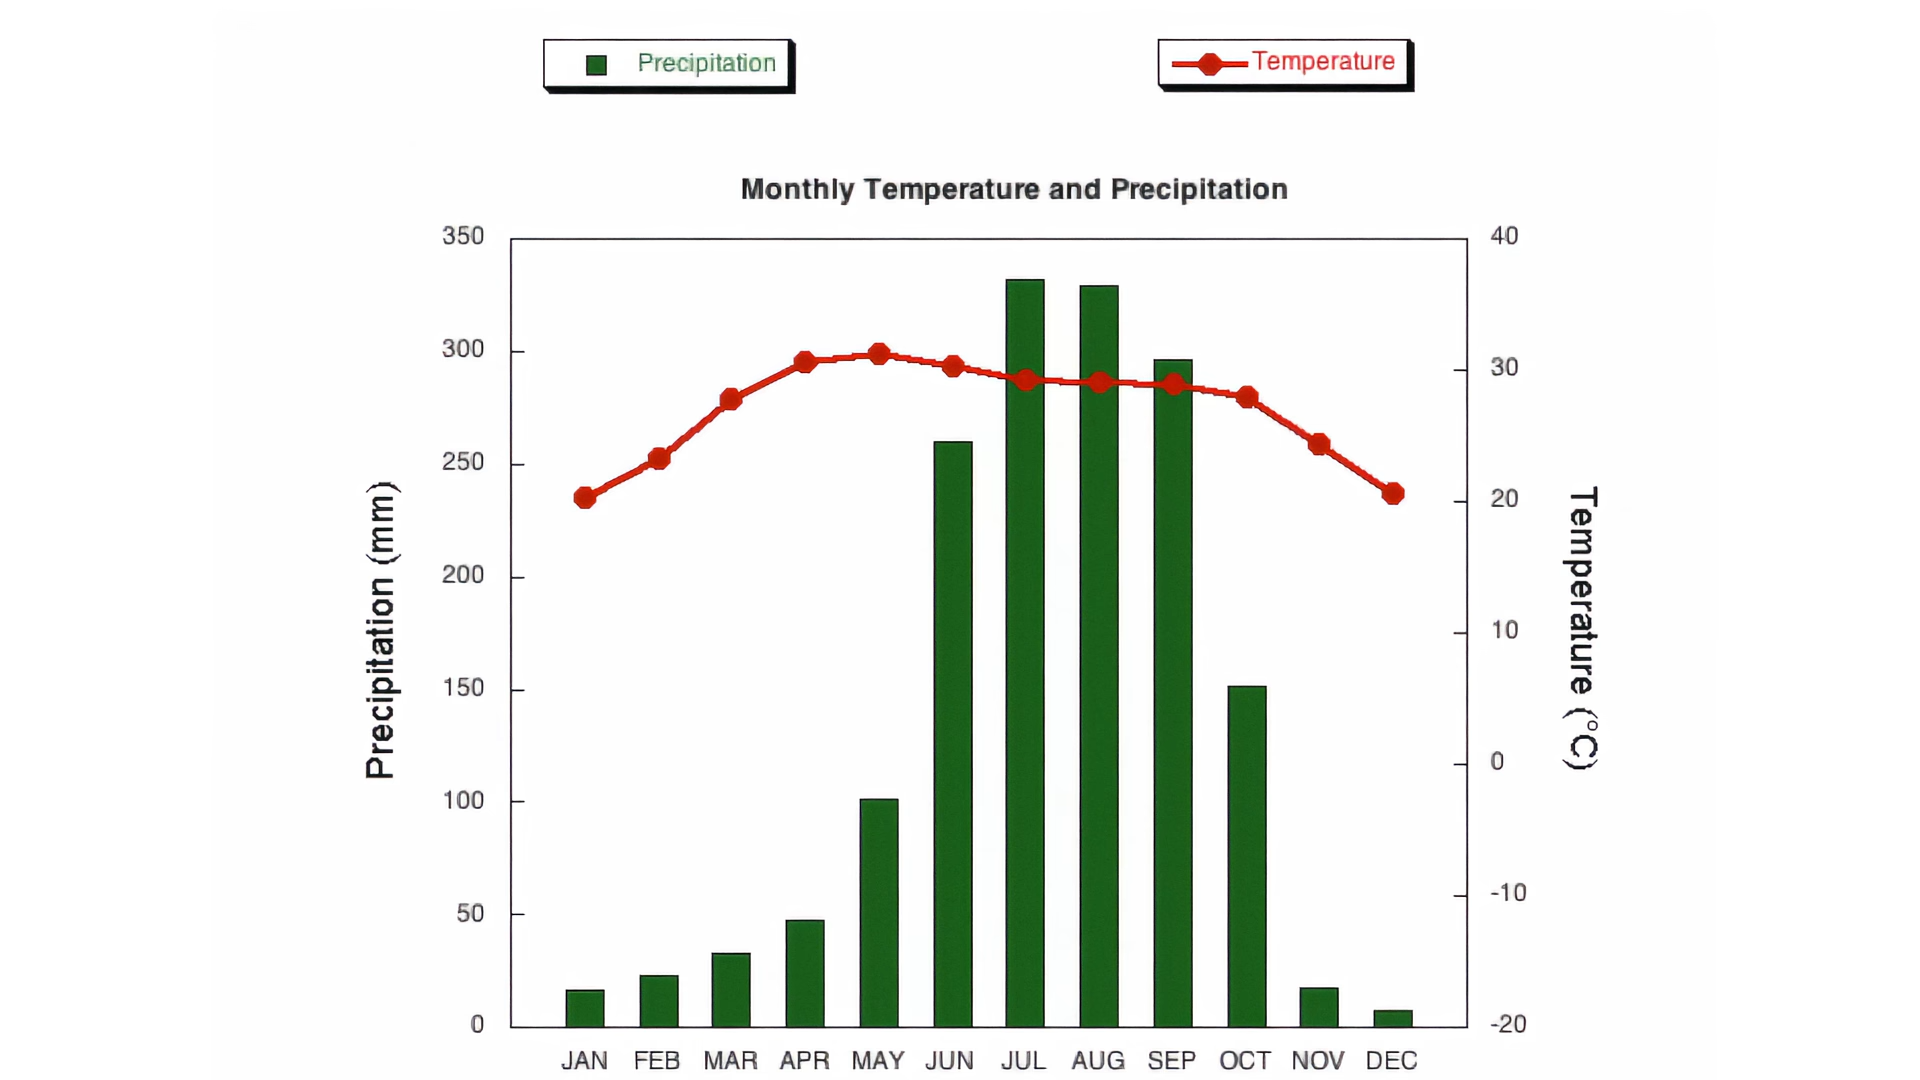 Precipitation
Temperature
Monthly Temperature and Precipitation
350
300
250
200
150
100
50
0
Precipitation (mm)
40
30
20
10
0
-10
-20
Temperature (°C)
JAN FEB MAR APR MAY JUN JUL AUG SEP OCT NOV DEC